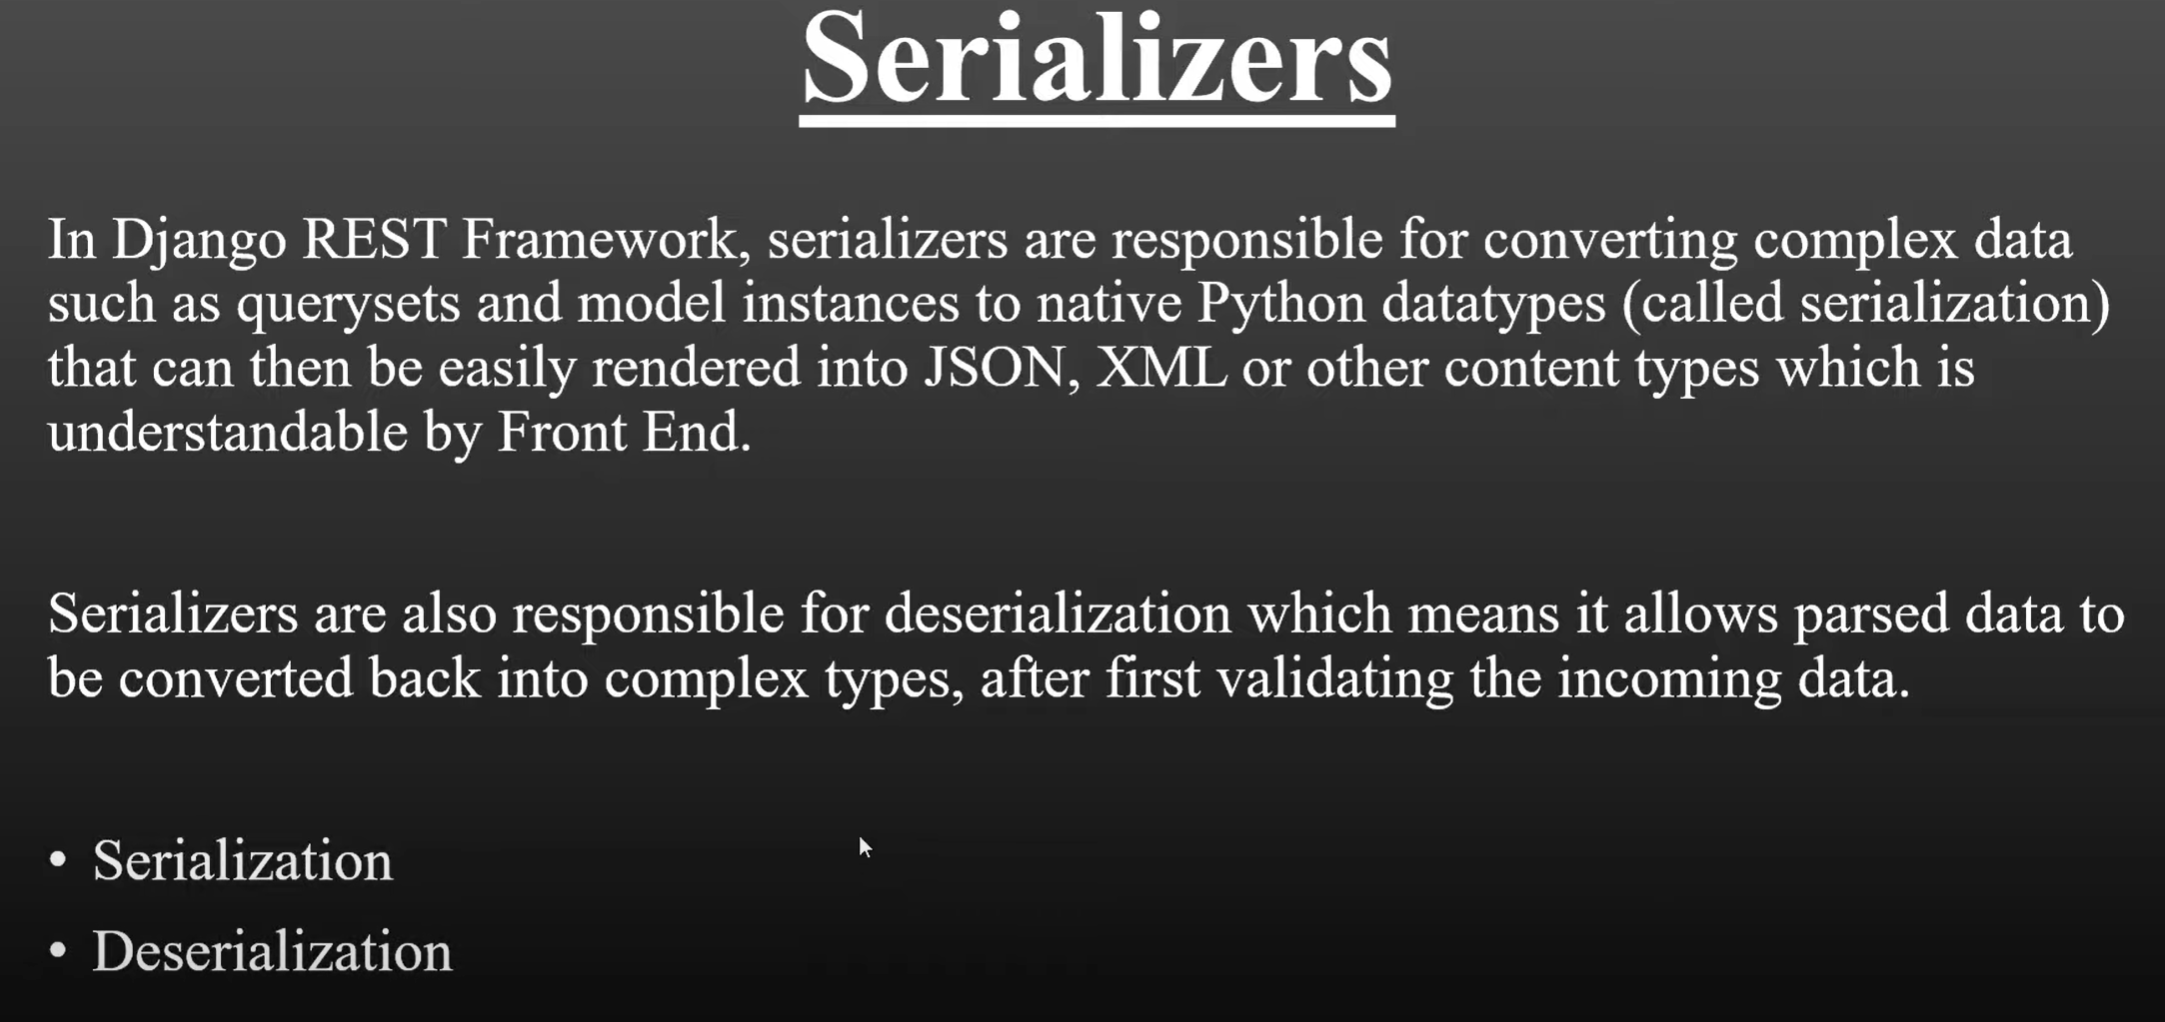 Serializers
In Django REST Framework, serializers are responsible for converting complex data
such as querysets and model instances to native Python datatypes (called serialization)
that can then be easily rendered into JSON, XML or other content types which is
understandable by Front End.
Serializers are also responsible for deserialization which means it allows parsed data to
be converted back into complex types, after first validating the incoming data.
• Serialization
• Deserialization